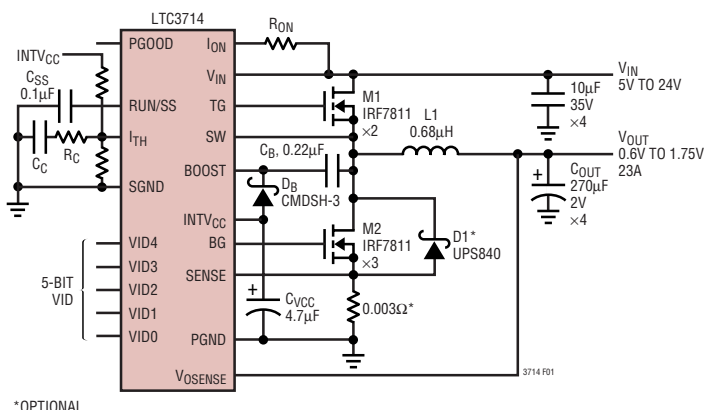 LTC3714
PGOOD
ION
RON
INTVCC
VIN
VIN
5V TO 24V
CSS
0.1µF
RUN/SS
TG
M1
IRF7811
×2
10µF
35V
×4
CC
RC
ITH
SW
L1
0.68µH
VOUT
0.6V TO 1.75V
23A
SGND
BOOST
CB, 0.22µF
DB
CMDSH-3
COUT
270µF
2V
×4
+
INTVCC
VID4
BG
M2
IRF7811
×3
D1*
UPS840
VID3
SENSE
5-BIT
VID
VID2
VID1
+
CVCC
4.7µF
0.003Ω*
VID0
PGND
VOSENSE
3714 F01
*OPTIONAL